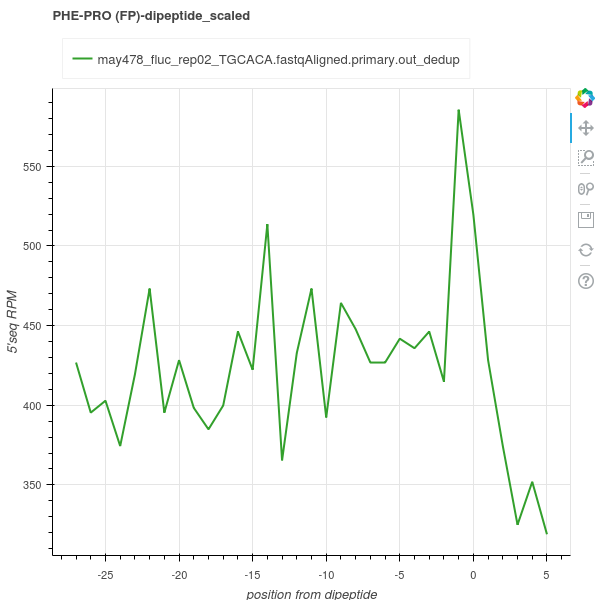 PHE-PRO (FP)-dipeptide_scaled
may478_fluc_rep02_TGCACA.fastqAligned.primary.out_dedup
550
500
450
400
350
5'seq RPM
-25 -20 -15 -10 -5 0 5
position from dipeptide